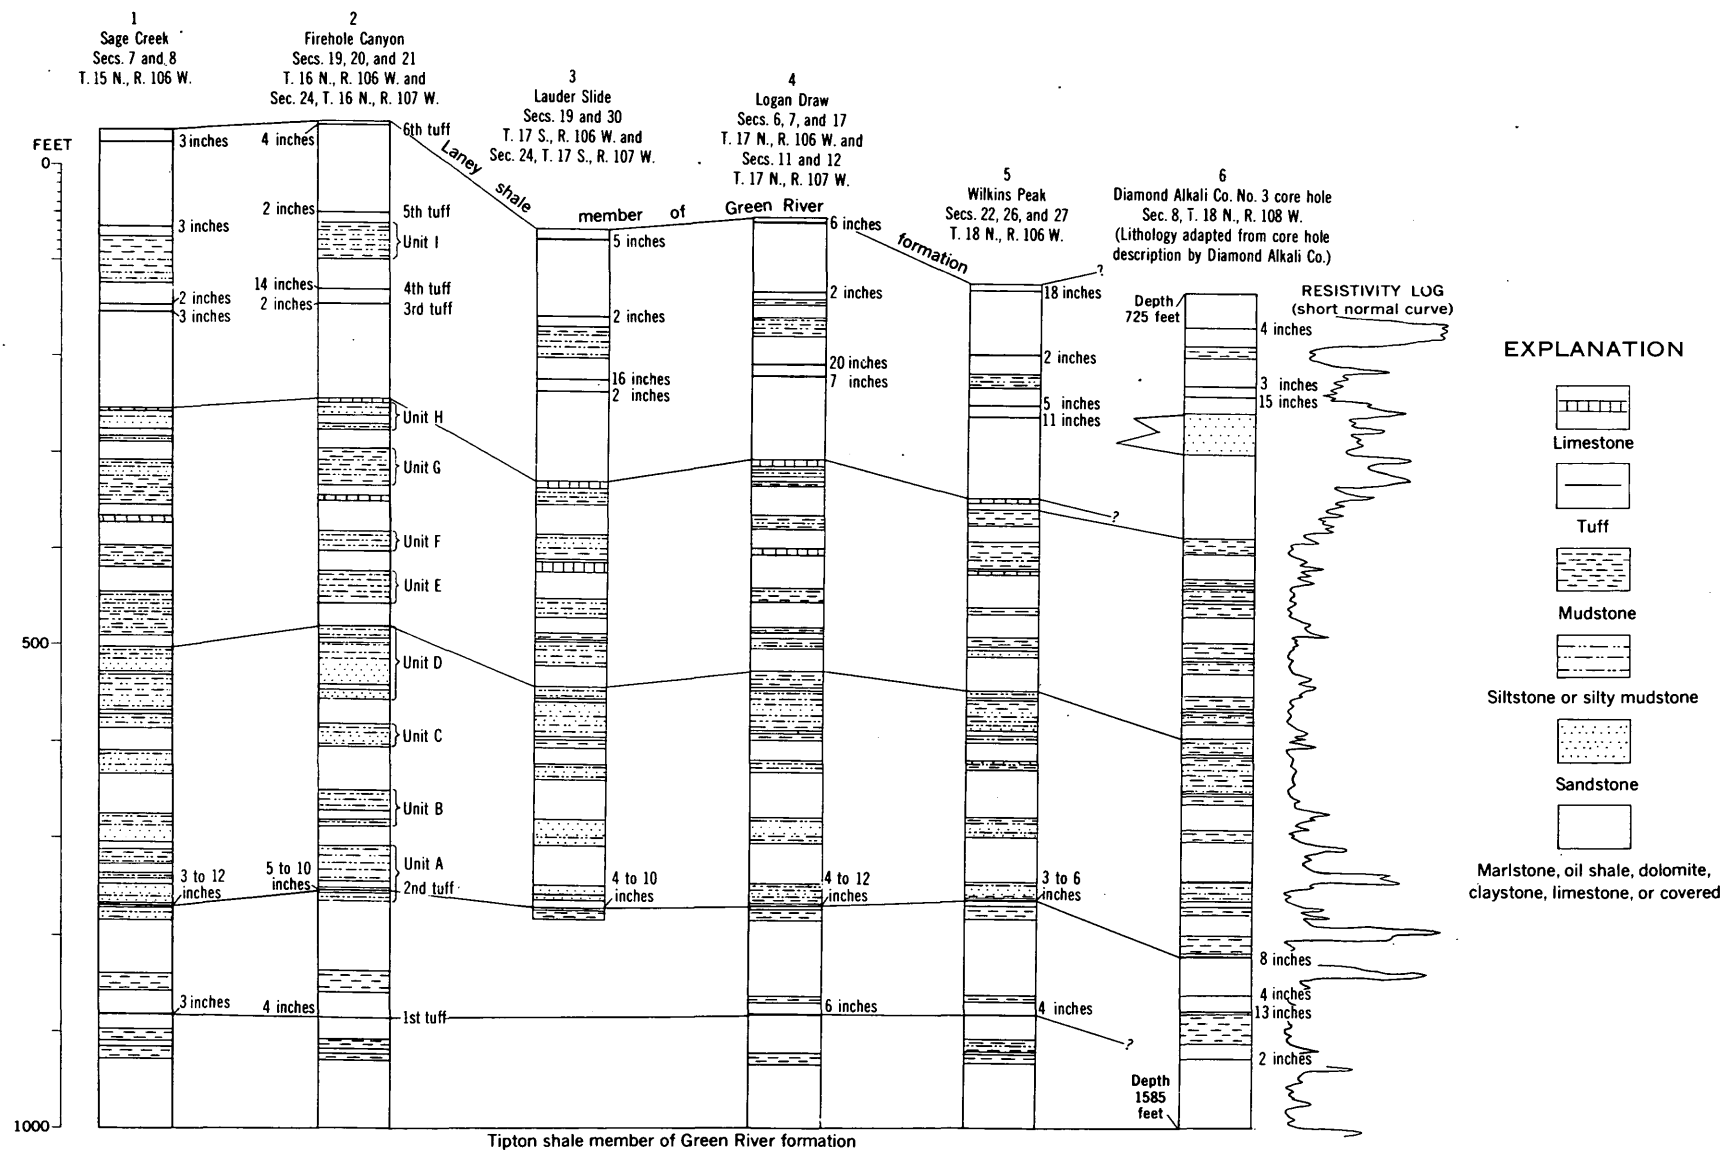 1
Sage Creek
Secs. 7 and 8
T. 15 N., R. 106 W.
2
Firehole Canyon
Secs. 19, 20, and 21
T. 16 N., R. 106 W. and
Sec. 24, T. 16 N., R. 107 W.
3
Lauder Slide
Secs. 19 and 30
T. 17 S., R. 106 W. and
Sec. 24, T. 17 S., R. 107 W.
4
Logan Draw
Secs. 6, 7, and 17
T. 17 N., R. 106 W. and
Secs. 11 and 12
T. 17 N., R. 107 W.
5
Wilkins Peak
Secs. 22, 26, and 27
T. 18 N., R. 106 W.
6
Diamond Alkali Co. No. 3 core hole
Sec. 8, T. 18 N., R. 108 W.
(Lithology adapted from core hole
description by Diamond Alkali Co.)
FEET
0
500
1000
3 inches
3 inches
2 inches
3 inches
3 to 12
inches
3 inches
4 inches
2 inches
14 inches
2 inches
5 to 10
inches
4 inches
6th tuff
5th tuff
Unit I
4th tuff
3rd tuff
Unit H
Unit G
Unit F
Unit E
Unit D
Unit C
Unit B
Unit A
2nd tuff
1st tuff
Laney shale member of Green River formation
5 inches
2 inches
16 inches
2 inches
4 to 10
inches
6 inches
2 inches
20 inches
7 inches
4 to 12
inches
6 inches
18 inches
2 inches
5 inches
11 inches
3 to 6
inches
4 inches
?
?
?
Depth
725 feet
4 inches
3 inches
15 inches
8 inches
4 inches
13 inches
2 inches
Depth
1585
feet
RESISTIVITY LOG
(short normal curve)
Tipton shale member of Green River formation
EXPLANATION
Limestone
Tuff
Mudstone
Siltstone or silty mudstone
Sandstone
Marlstone, oil shale, dolomite,
claystone, limestone, or covered